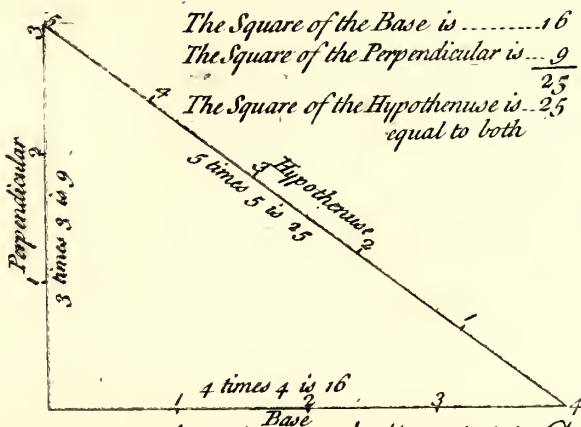 The Square of the Base is ........16
The Square of the Perpendicular is ... 9
25
The Square of the Hypothenuse is ..25
equal to both
3 5
4
3
2
1
Hypothenuse
5 times 5 is 25
Perpendicular
2
1
3 times 3 is 9
4 times 4 is 16
1 2 3 4
Base